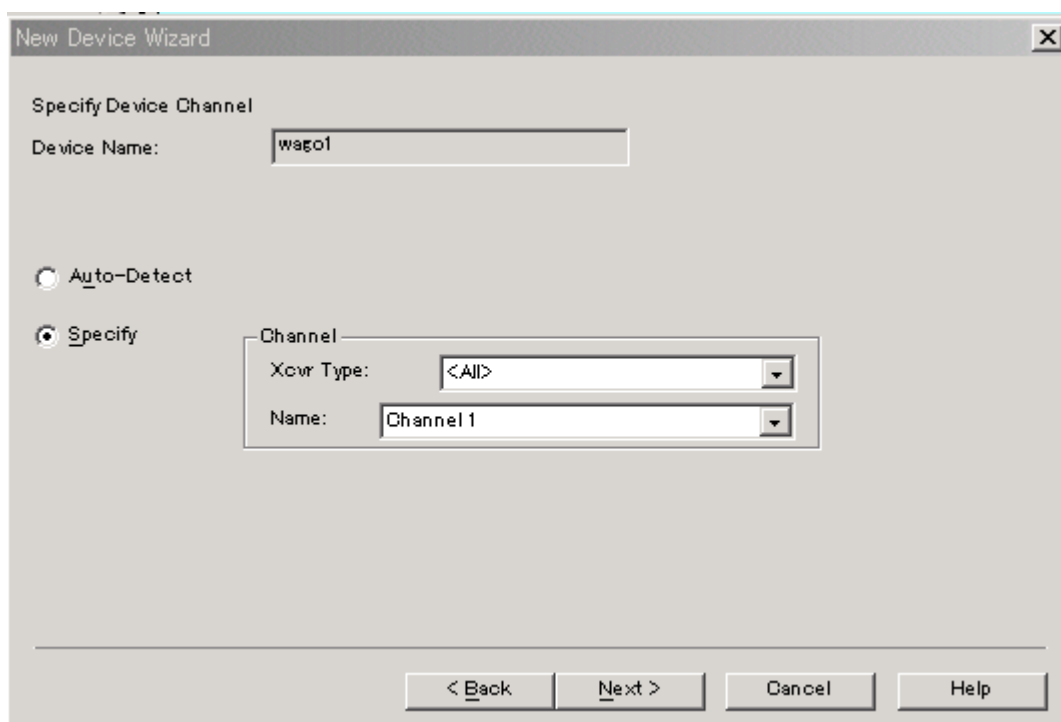 New Device Wizard
Specify Device Channel
Device Name: wago1
Auto-Detect
Specify
Channel
Xcvr Type: <All>
Name: Channel 1
< Back Next > Cancel Help